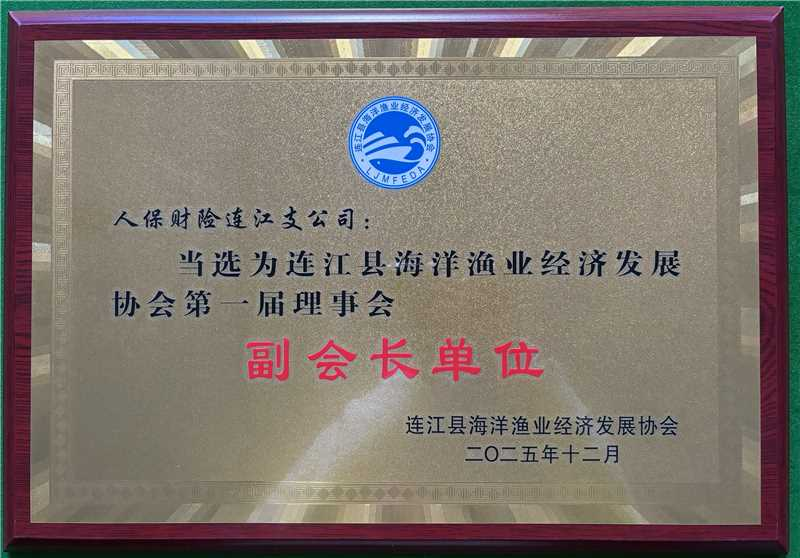 连江县海洋渔业经济发展协会
LJMFEDA
人保财险连江支公司：
当选为连江县海洋渔业经济发展
协会第一届理事会
副会长单位
连江县海洋渔业经济发展协会
二〇二五年十二月